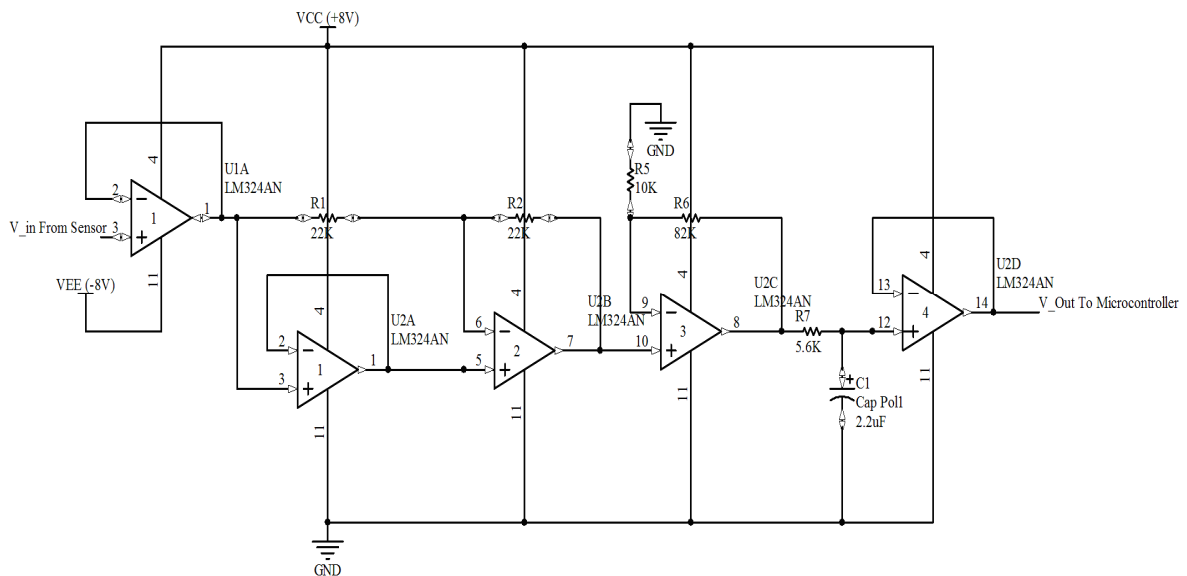 VCC (+8V)
4
U1A
LM324AN
2
1
1
V_in From Sensor
3
11
VEE (-8V)
R1
22K
R2
22K
GND
R5
10K
R6
82K
4
U2A
LM324AN
2
1
1
3
11
4
U2B
LM324AN
6
2
7
5
11
4
U2C
LM324AN
9
3
8
10
11
R7
5.6K
C1
Cap Pol1
2.2uF
4
U2D
LM324AN
13
4
14
12
11
V_Out To Microcontroller
GND